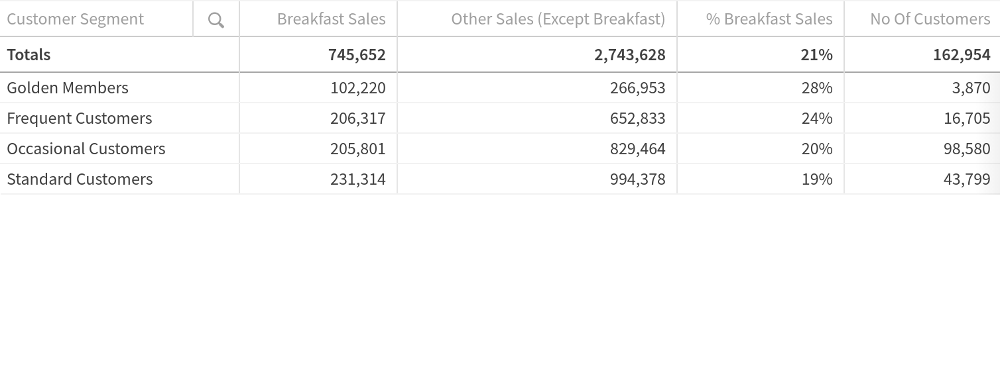 Customer Segment Breakfast Sales Other Sales (Except Breakfast) % Breakfast Sales No Of Customers
Totals 745,652 2,743,628 21% 162,954
Golden Members 102,220 266,953 28% 3,870
Frequent Customers 206,317 652,833 24% 16,705
Occasional Customers 205,801 829,464 20% 98,580
Standard Customers 231,314 994,378 19% 43,799